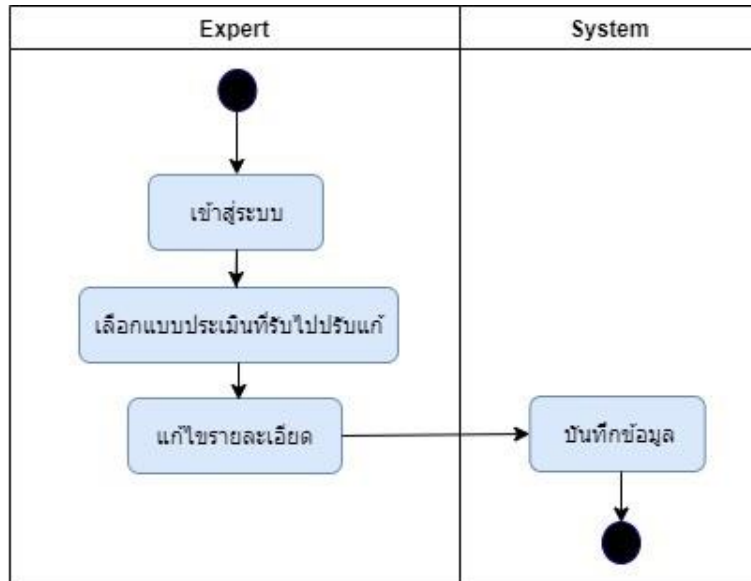 Expert
System
เข้าสู่ระบบ
เลือกแบบประเมินที่รับไปปรับแก้
แก้ไขรายละเอียด
บันทึกข้อมูล